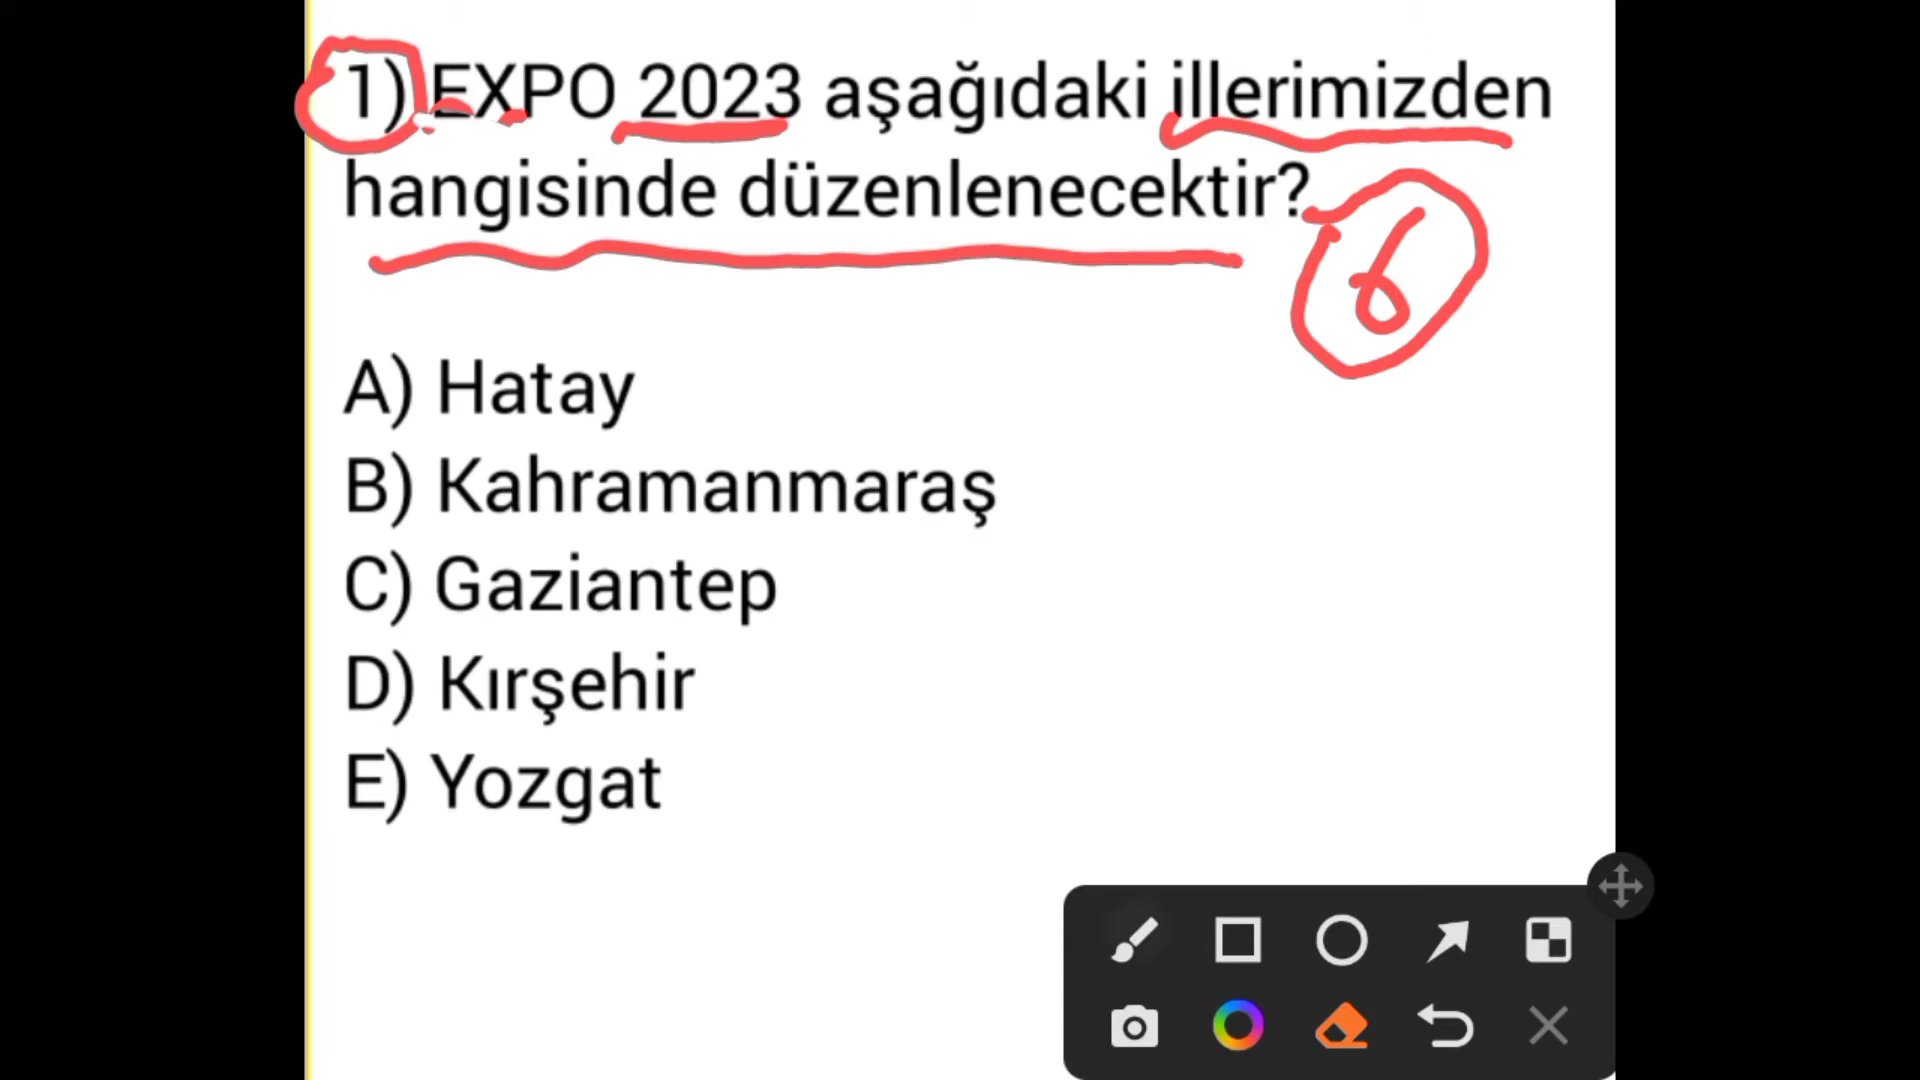 1) EXPO 2023 aşağıdaki illerimizden
hangisinde düzenlenecektir?
6
A) Hatay
B) Kahramanmaraş
C) Gaziantep
D) Kırşehir
E) Yozgat